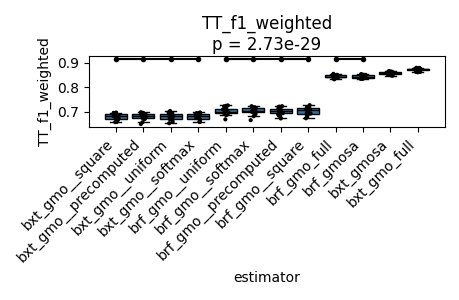 TT_f1_weighted
p = 2.73e-29
TT_f1_weighted
0.9
0.8
0.7
bxt_gmo__square
bxt_gmo__precomputed
bxt_gmo__uniform
bxt_gmo__softmax
brf_gmo__uniform
brf_gmo__softmax
brf_gmo__precomputed
brf_gmo__square
brf_gmo_full
brf_gmosa
bxt_gmosa
bxt_gmo_full
estimator